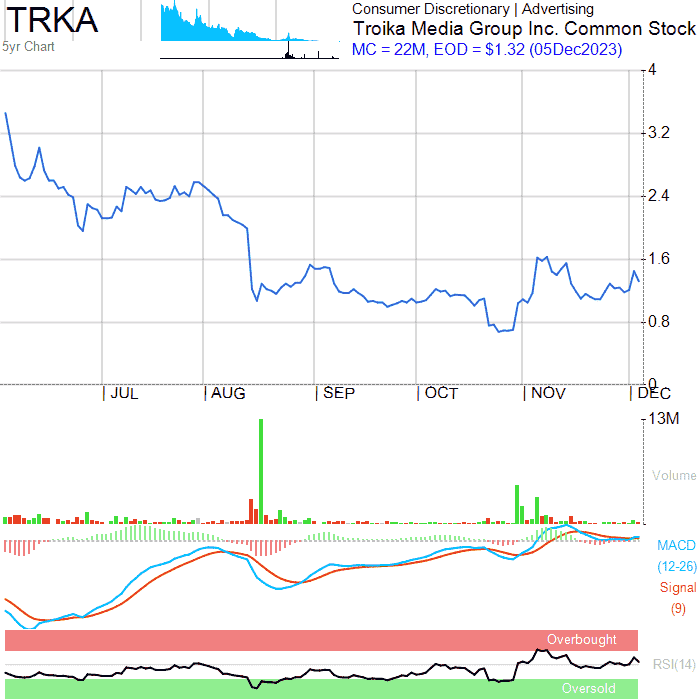 TRKA
5yr Chart
Consumer Discretionary | Advertising
Troika Media Group Inc. Common Stock
MC = 22M, EOD = $1.32 (05Dec2023)
4
3.2
2.4
1.6
0.8
0
| JUL | AUG | SEP | OCT | NOV | DEC
13M
Volume
MACD
(12-26)
Signal
(9)
Overbought
RSI(14)
Oversold